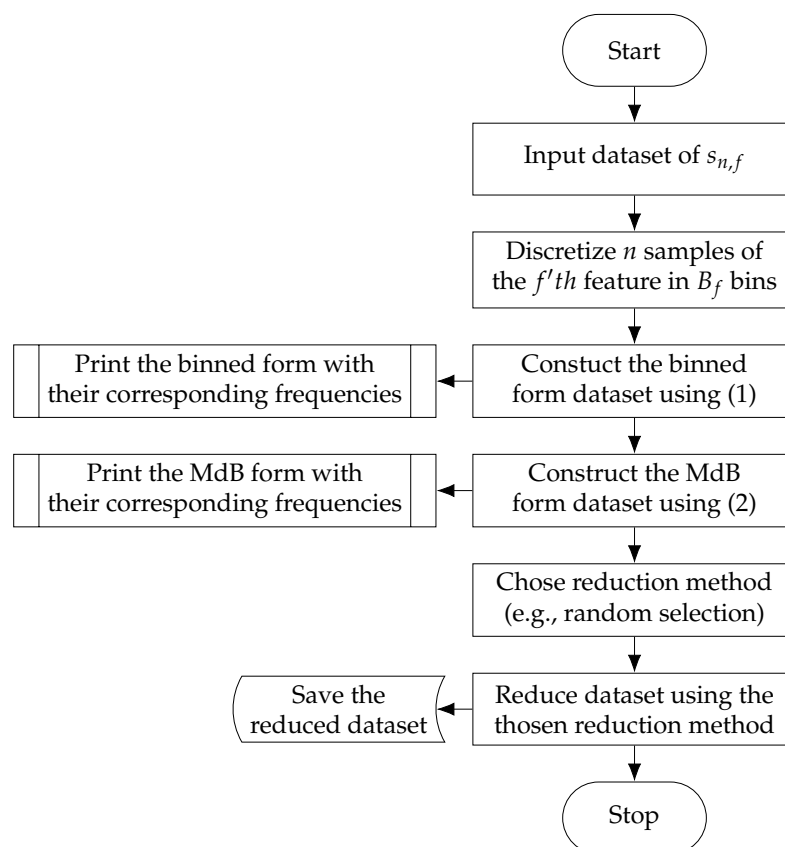 Start
Input dataset of s_{n,f}
Discretize n samples of
the f'th feature in B_f bins
Print the binned form with
their corresponding frequencies
Constuct the binned
form dataset using (1)
Print the MdB form with
their corresponding frequencies
Construct the MdB
form dataset using (2)
Chose reduction method
(e.g., random selection)
Save the
reduced dataset
Reduce dataset using the
thosen reduction method
Stop